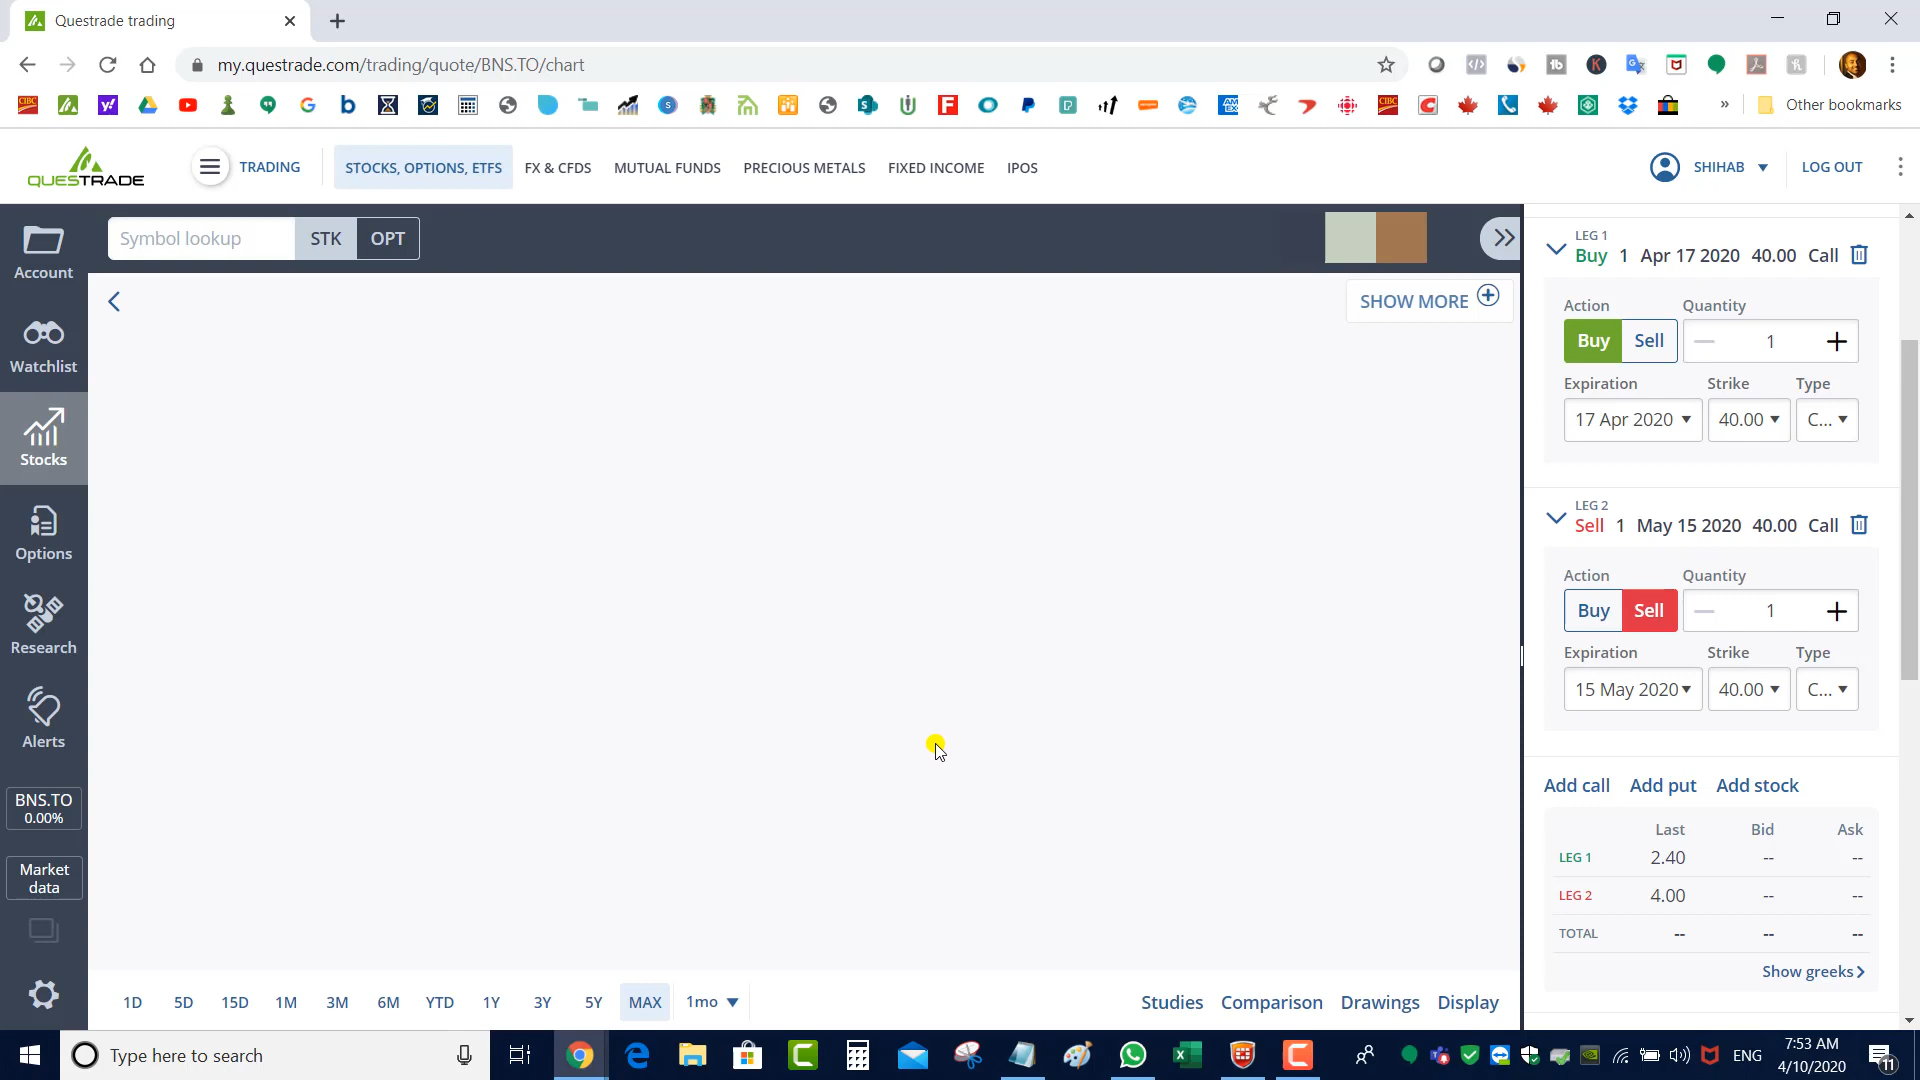 Questrade trading
my.questrade.com/trading/quote/BNS.TO/chart
Other bookmarks
QUESTRADE
TRADING
STOCKS, OPTIONS, ETFS
FX & CFDS
MUTUAL FUNDS
PRECIOUS METALS
FIXED INCOME
IPOS
SHIHAB
LOG OUT
Symbol lookup
STK
OPT
SHOW MORE
Account
Watchlist
Stocks
Options
Research
Alerts
BNS.TO
0.00%
Market
data
LEG 1
Buy 1 Apr 17 2020 40.00 Call
Action Quantity
Buy Sell 1
Expiration Strike Type
17 Apr 2020 40.00 C...
LEG 2
Sell 1 May 15 2020 40.00 Call
Action Quantity
Buy Sell 1
Expiration Strike Type
15 May 2020 40.00 C...
Add call Add put Add stock
Last Bid Ask
LEG 1 2.40 -- --
LEG 2 4.00 -- --
TOTAL -- -- --
Show greeks
1D 5D 15D 1M 3M 6M YTD 1Y 3Y 5Y MAX 1mo
Studies Comparison Drawings Display
Type here to search
ENG
7:53 AM
4/10/2020
11